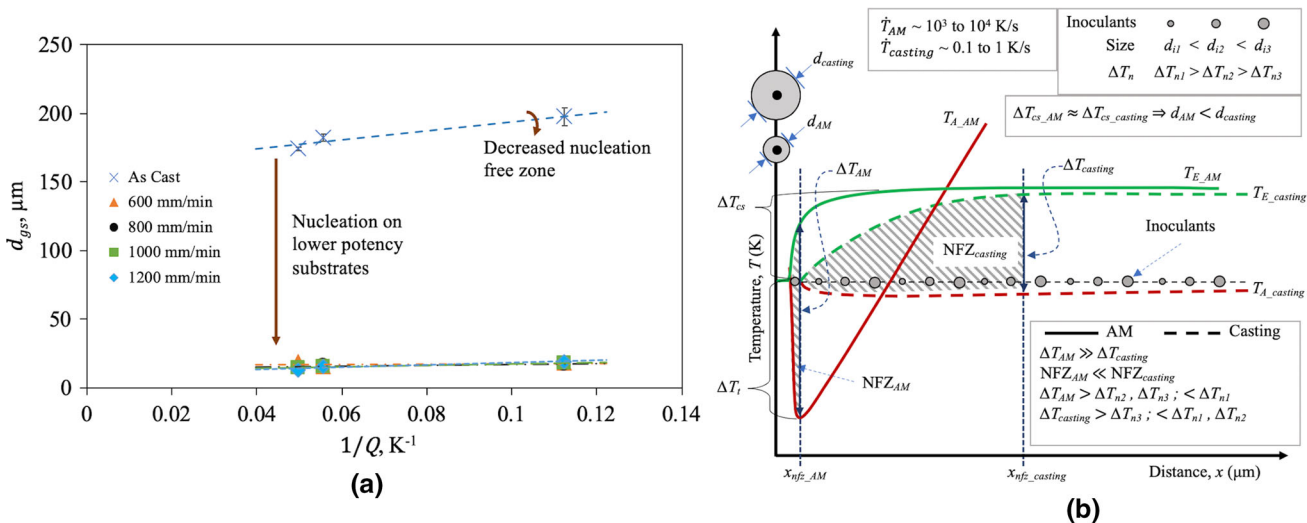 250
200
150
100
50
0
d_gs, μm
× As Cast
600 mm/min
800 mm/min
1000 mm/min
1200 mm/min
Decreased nucleation
free zone
Nucleation on
lower potency
substrates
0 0.02 0.04 0.06 0.08 0.1 0.12 0.14
1/Q, K⁻¹
(a)
Ṫ_AM ~ 10³ to 10⁴ K/s
Ṫ_casting ~ 0.1 to 1 K/s
Inoculants
Size d_i1 < d_i2 < d_i3
ΔT_n ΔT_n1 > ΔT_n2 > ΔT_n3
ΔT_cs_AM ≈ ΔT_cs_casting ⇒ d_AM < d_casting
d_casting
d_AM
T_A_AM
ΔT_AM
ΔT_casting
T_E_AM
T_E_casting
ΔT_cs
NFZ_casting
Inoculants
T_A_casting
Temperature, T (K)
ΔT_t
NFZ_AM
AM Casting
ΔT_AM ≫ ΔT_casting
NFZ_AM ≪ NFZ_casting
ΔT_AM > ΔT_n2 , ΔT_n3 ; < ΔT_n1
ΔT_casting > ΔT_n3 ; < ΔT_n1 , ΔT_n2
x_nfz_AM
x_nfz_casting
Distance, x (μm)
(b)